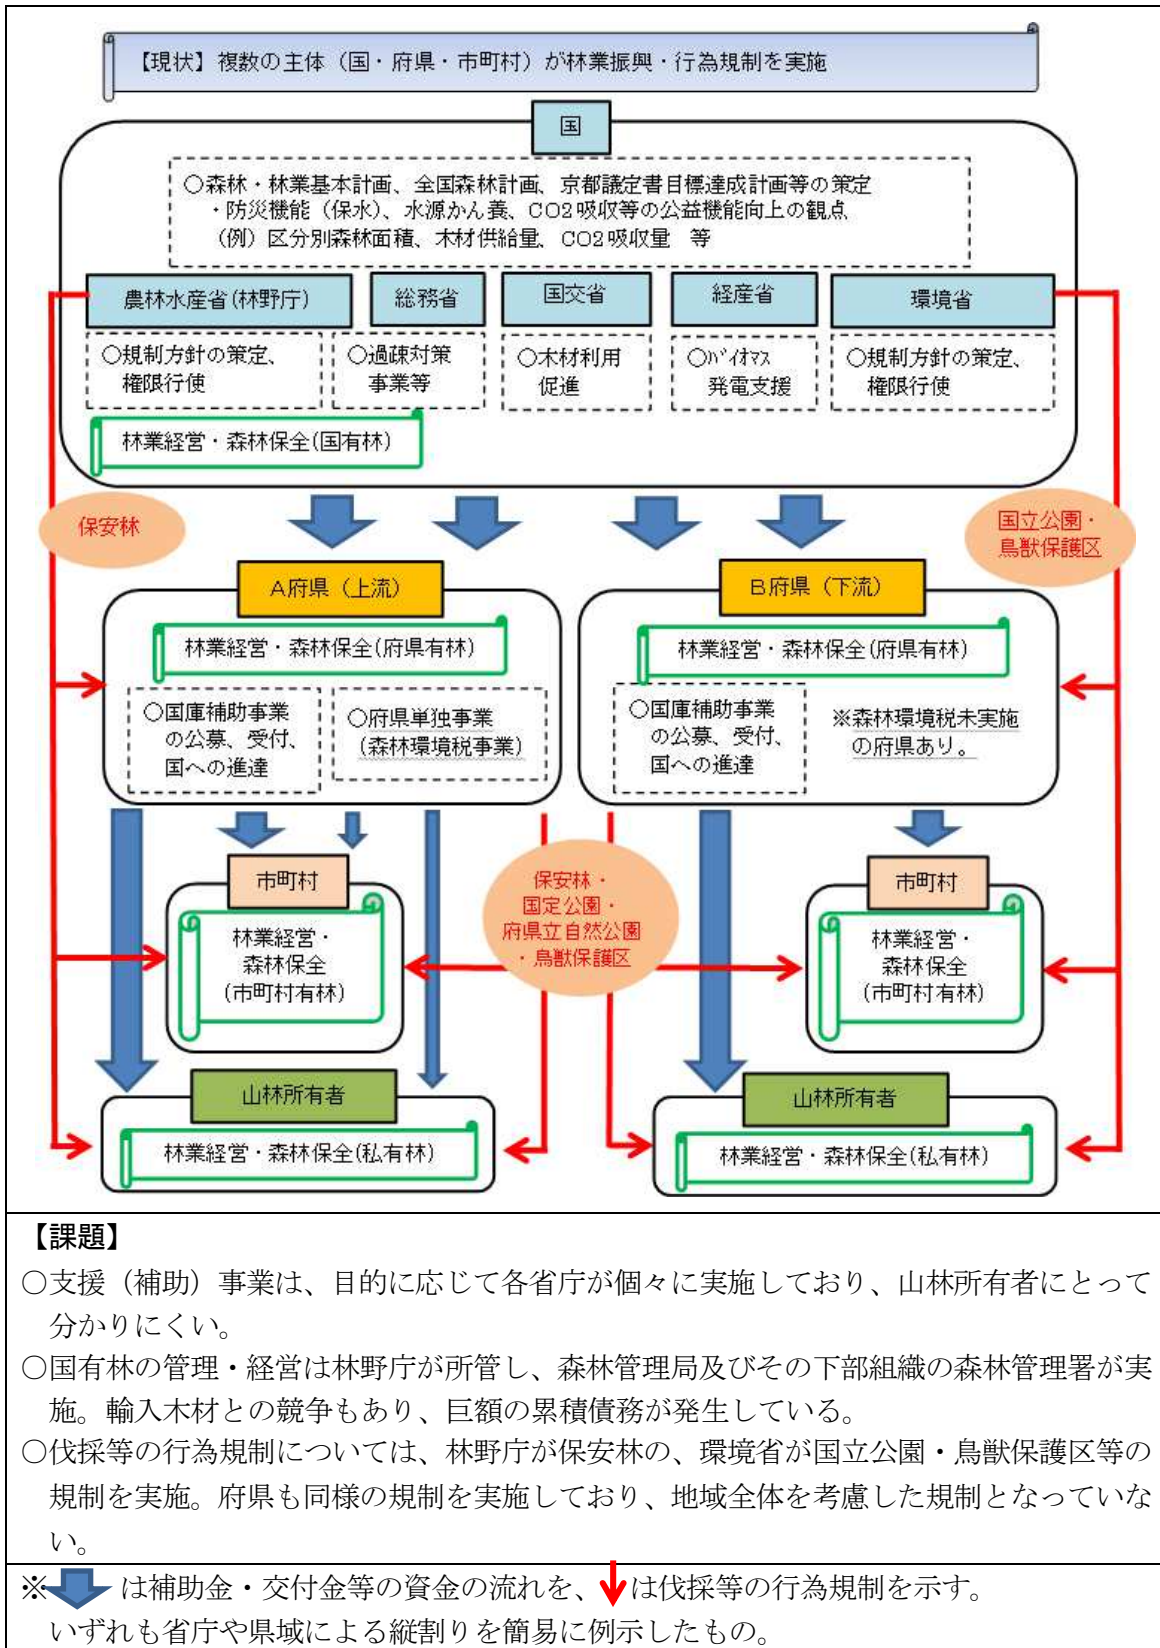 【現状】複数の主体（国・府県・市町村）が林業振興・行為規制を実施
国
○森林・林業基本計画、全国森林計画、京都議定書目標達成計画等の策定
・防災機能（保水）、水源かん養、CO2吸収等の公益機能向上の観点
（例）区分別森林面積、木材供給量、CO2吸収量　等
農林水産省(林野庁)
総務省
国交省
経産省
環境省
○規制方針の策定、
権限行使
○過疎対策
事業等
○木材利用
促進
○ﾊﾞｲｵﾏｽ
発電支援
○規制方針の策定、
権限行使
林業経営・森林保全(国有林)
保安林
国立公園・
鳥獣保護区
A府県（上流）
林業経営・森林保全(府県有林)
○国庫補助事業
の公募、受付、
国への進達
○府県単独事業
(森林環境税事業)
B府県（下流）
林業経営・森林保全(府県有林)
○国庫補助事業
の公募、受付、
国への進達
※森林環境税未実施
の府県あり。
市町村
林業経営・
森林保全
(市町村有林)
保安林・
国定公園・
府県立自然公園
・鳥獣保護区
市町村
林業経営・
森林保全
(市町村有林)
山林所有者
林業経営・森林保全(私有林)
山林所有者
林業経営・森林保全(私有林)
【課題】
○支援（補助）事業は、目的に応じて各省庁が個々に実施しており、山林所有者にとって
分かりにくい。
○国有林の管理・経営は林野庁が所管し、森林管理局及びその下部組織の森林管理署が実
施。輸入木材との競争もあり、巨額の累積債務が発生している。
○伐採等の行為規制については、林野庁が保安林の、環境省が国立公園・鳥獣保護区等の
規制を実施。府県も同様の規制を実施しており、地域全体を考慮した規制となっていな
い。
※　は補助金・交付金等の資金の流れを、　は伐採等の行為規制を示す。
いずれも省庁や県域による縦割りを簡易に例示したもの。